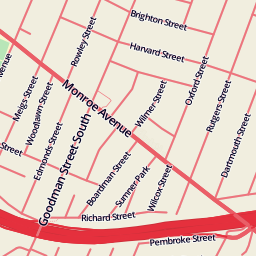 Brighton Street
Rowley Street
Harvard Street
Avenue
Meigs Street
Woodlawn Street
Monroe Avenue
Oxford Street
Wilmer Street
Rutgers Street
Edmonds Street
Goodman Street South
Street
Dartmouth Street
Boardman Street
Sumner Park
Wilcox Street
Richard Street
Pembroke Street